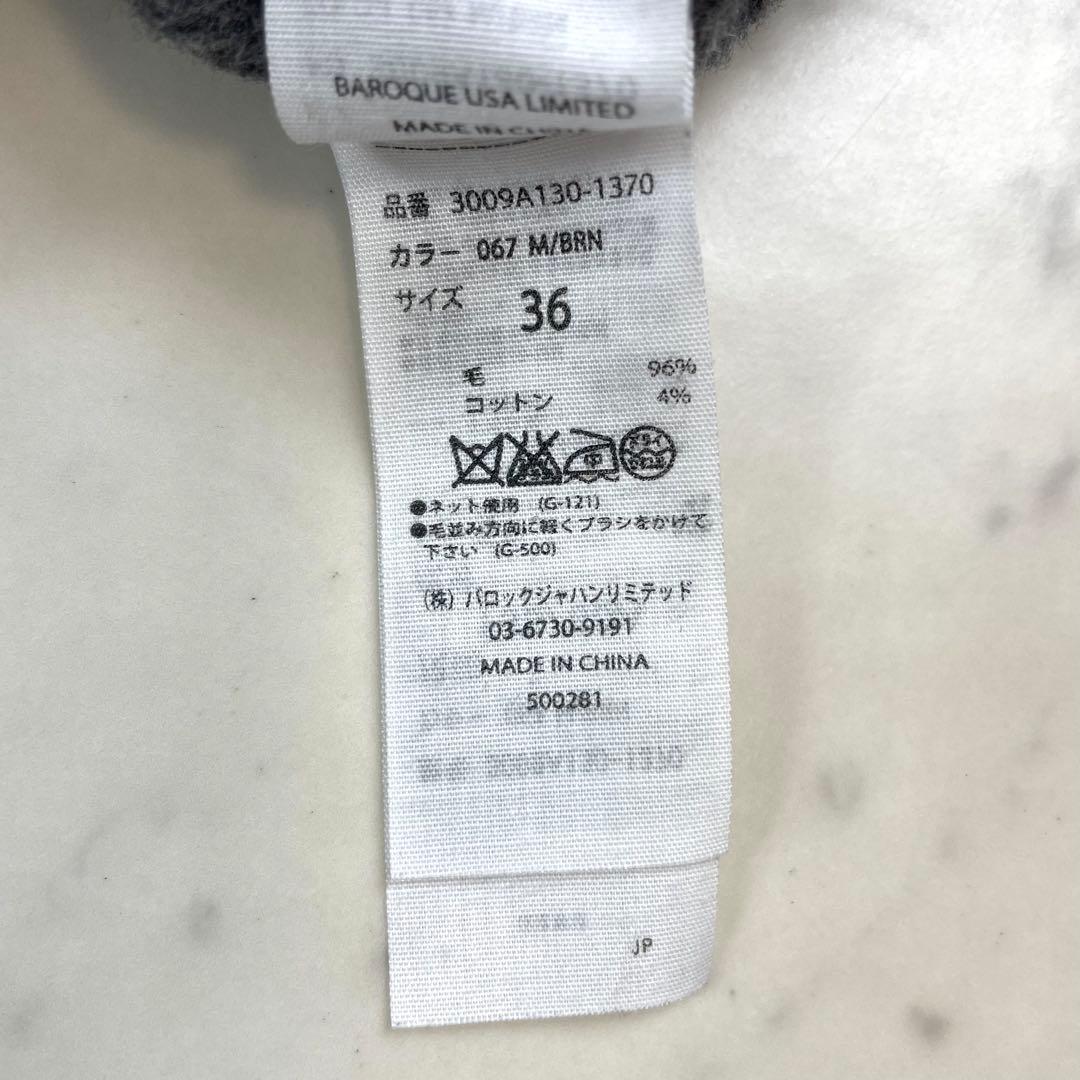 BAROQUE USA LIMITED
MADE IN CHINA
品番 3009A130-1370
カラー 067 M/BRN
サイズ 36
毛 96%
コットン 4%
●ネット使用 (G-121)
●毛並み方向に軽くブラシをかけて
下さい (G-500)
(株) バロックジャパンリミテッド
03-6730-9191
MADE IN CHINA
500281
JP